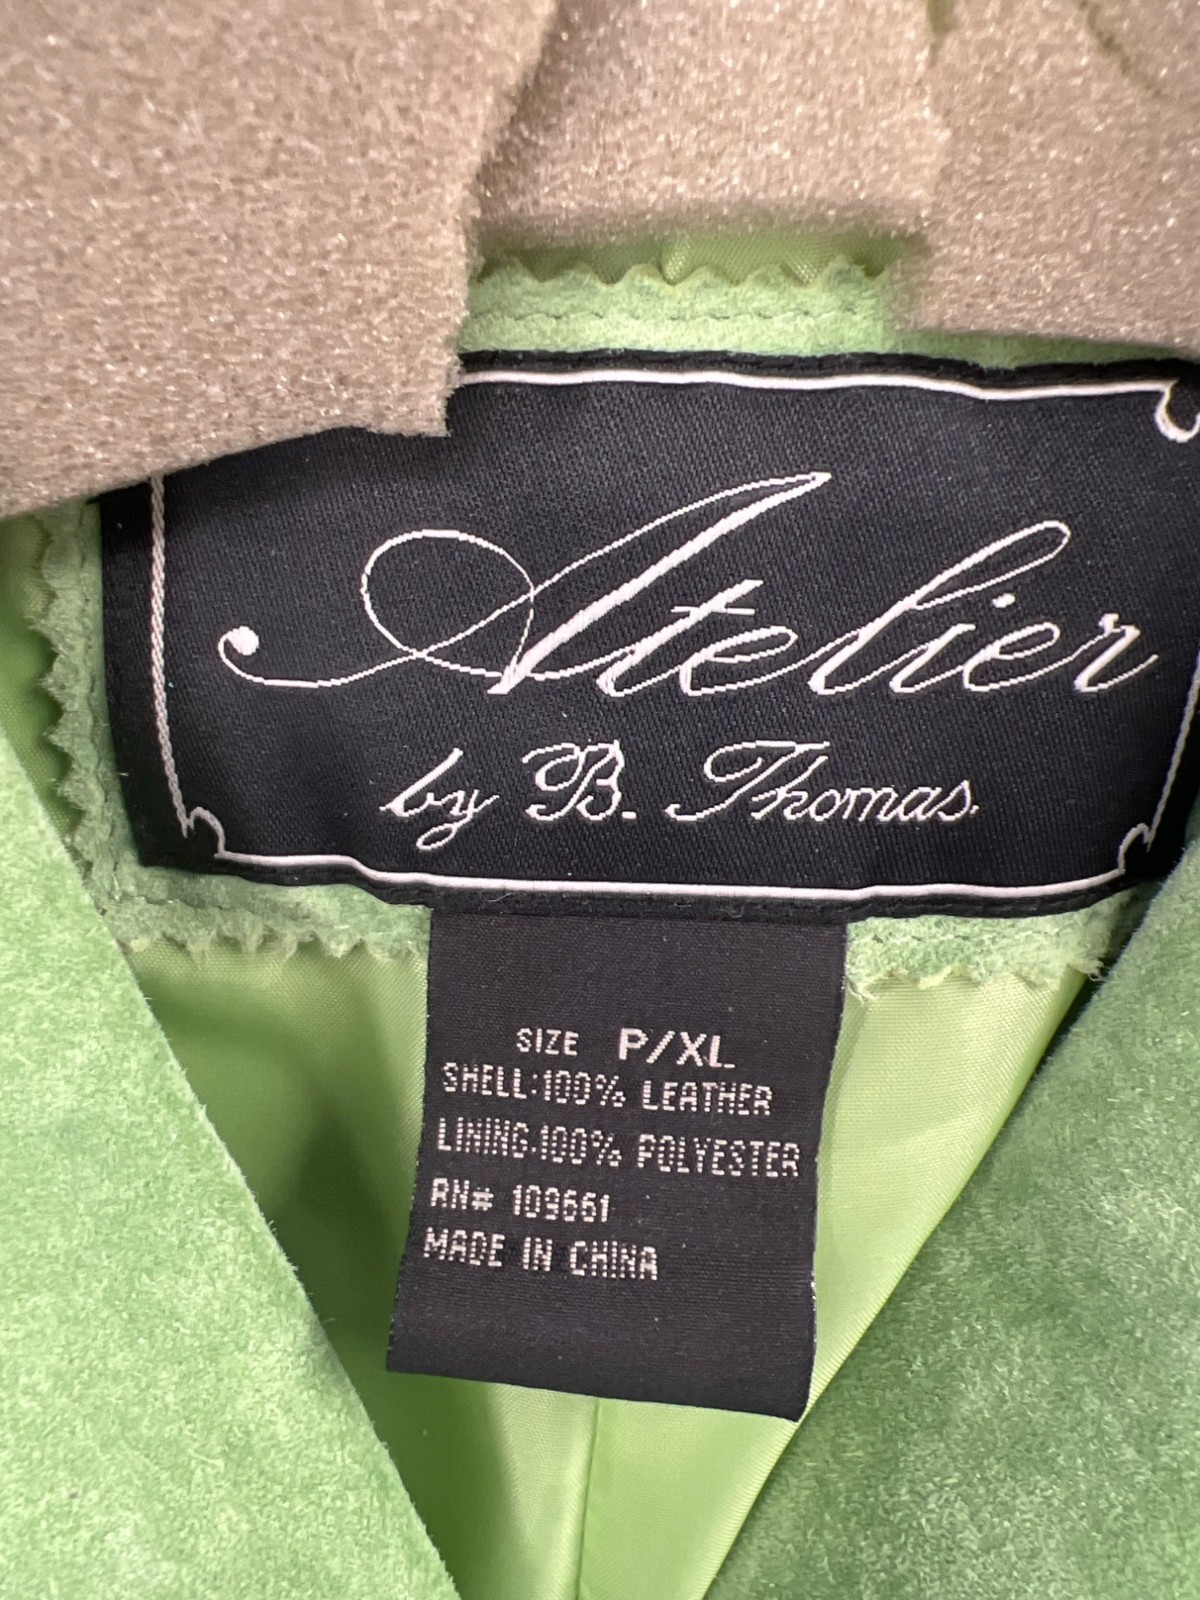 Atelier
by B. Thomas.
SIZE P/XL
SHELL:100% LEATHER
LINING:100% POLYESTER
RN# 109661
MADE IN CHINA